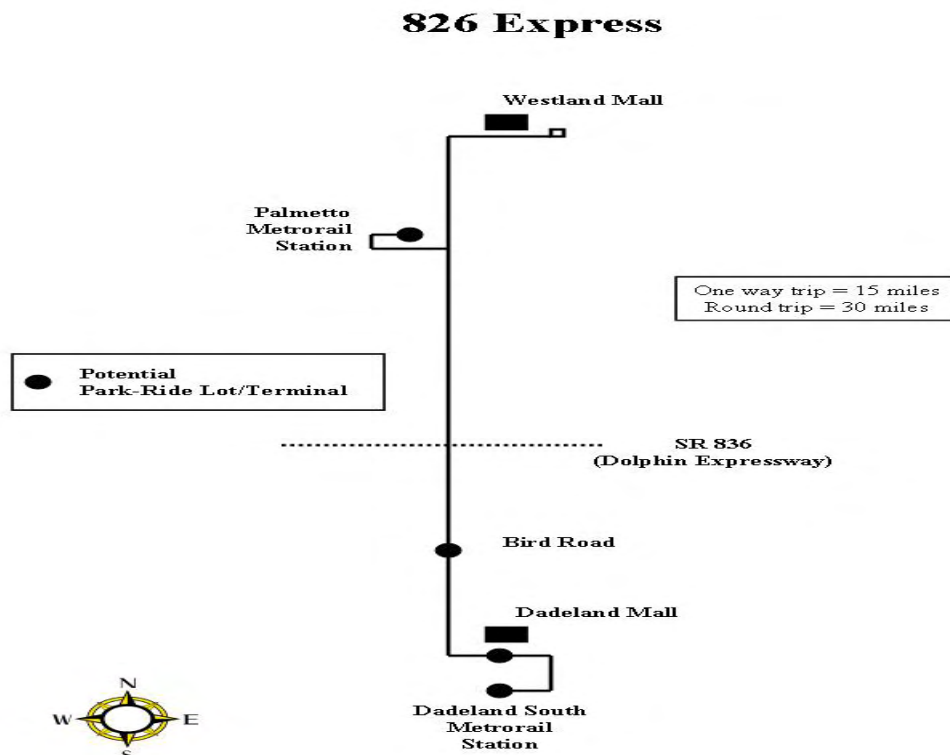 826 Express
Westland Mall
Palmetto
Metrorail
Station
One way trip = 15 miles
Round trip = 30 miles
Potential
Park-Ride Lot/Terminal
SR 836
(Dolphin Expressway)
Bird Road
Dadeland Mall
N
W E
S
Dadeland South
Metrorail
Station